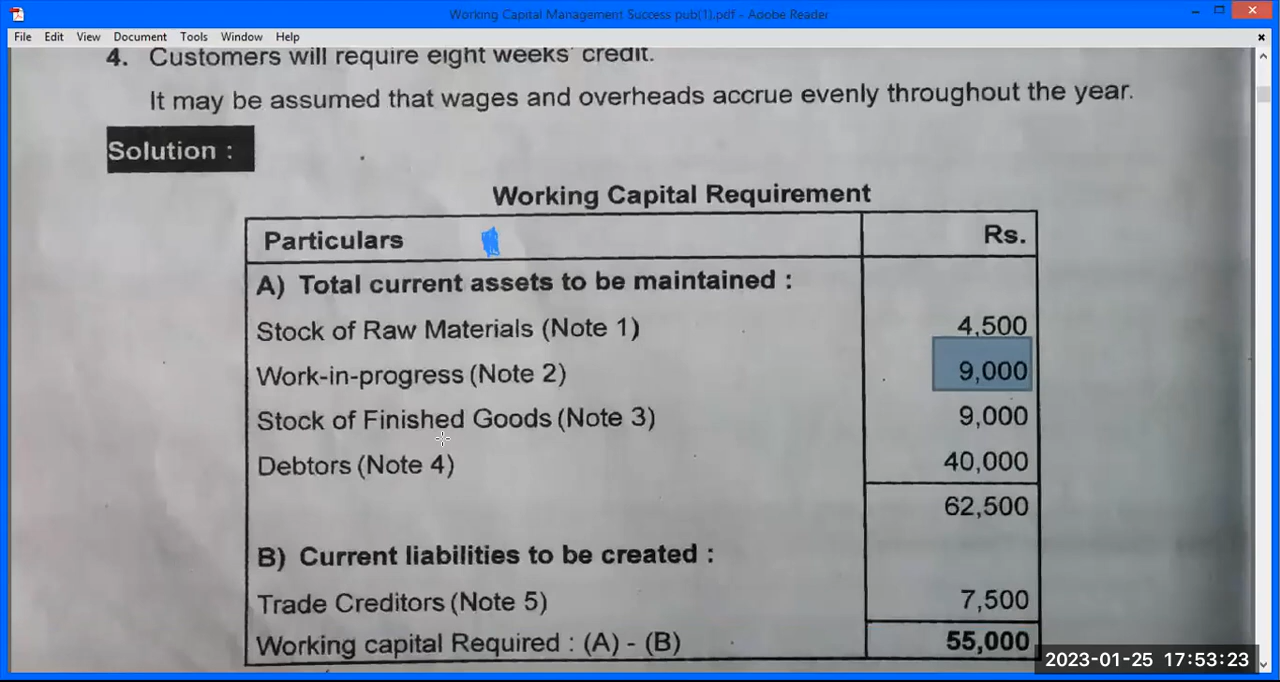 Working Capital Management Success pub(1).pdf - Adobe Reader
File Edit View Document Tools Window Help
4. Customers will require eight weeks' credit.
It may be assumed that wages and overheads accrue evenly throughout the year.
Solution :
Working Capital Requirement
Particulars Rs.
A) Total current assets to be maintained :
Stock of Raw Materials (Note 1) 4,500
Work-in-progress (Note 2) 9,000
Stock of Finished Goods (Note 3) 9,000
Debtors (Note 4) 40,000
62,500
B) Current liabilities to be created :
Trade Creditors (Note 5) 7,500
Working capital Required : (A) - (B) 55,000
2023-01-25 17:53:23